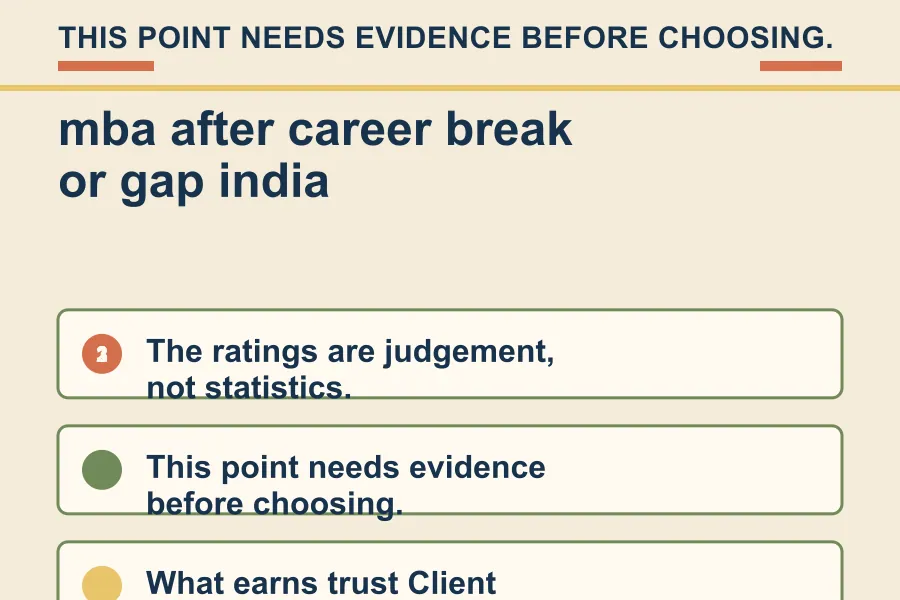 THIS POINT NEEDS EVIDENCE BEFORE CHOOSING.
mba after career break
or gap india
The ratings are judgement,
not statistics.
This point needs evidence
before choosing.
What earns trust Client